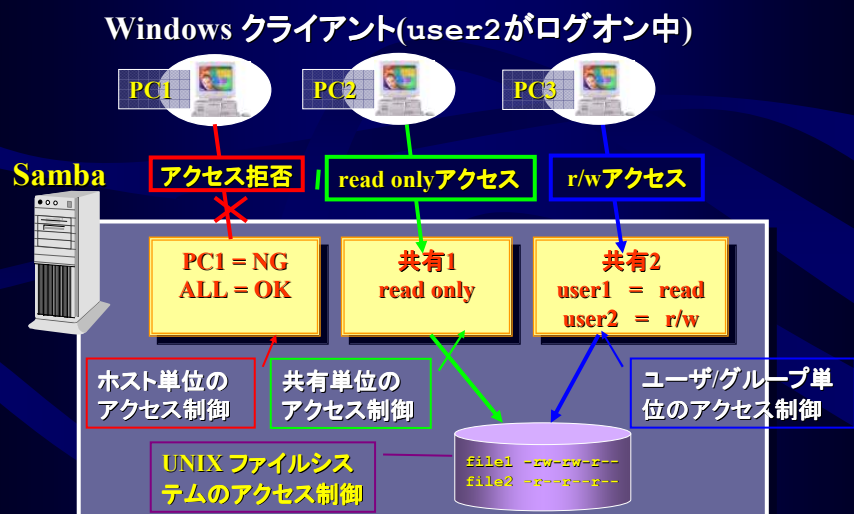 Windows クライアント(user2がログオン中)
PC1
PC2
PC3
Samba
アクセス拒否
read onlyアクセス
r/wアクセス
PC1 = NG
ALL = OK
共有1
read only
共有2
user1 = read
user2 = r/w
ホスト単位の
アクセス制御
共有単位の
アクセス制御
ユーザ/グループ単
位のアクセス制御
UNIX ファイルシス
テムのアクセス制御
file1 -rw-rw-r--
file2 -r--r--r--